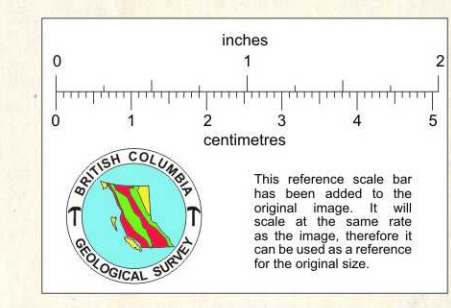 inches
0 1 2
0 1 2 3 4 5
centimetres
BRITISH COLUMBIA
GEOLOGICAL SURVEY
This reference scale bar
has been added to the
original image. It will
scale at the same rate
as the image, therefore it
can be used as a reference
for the original size.